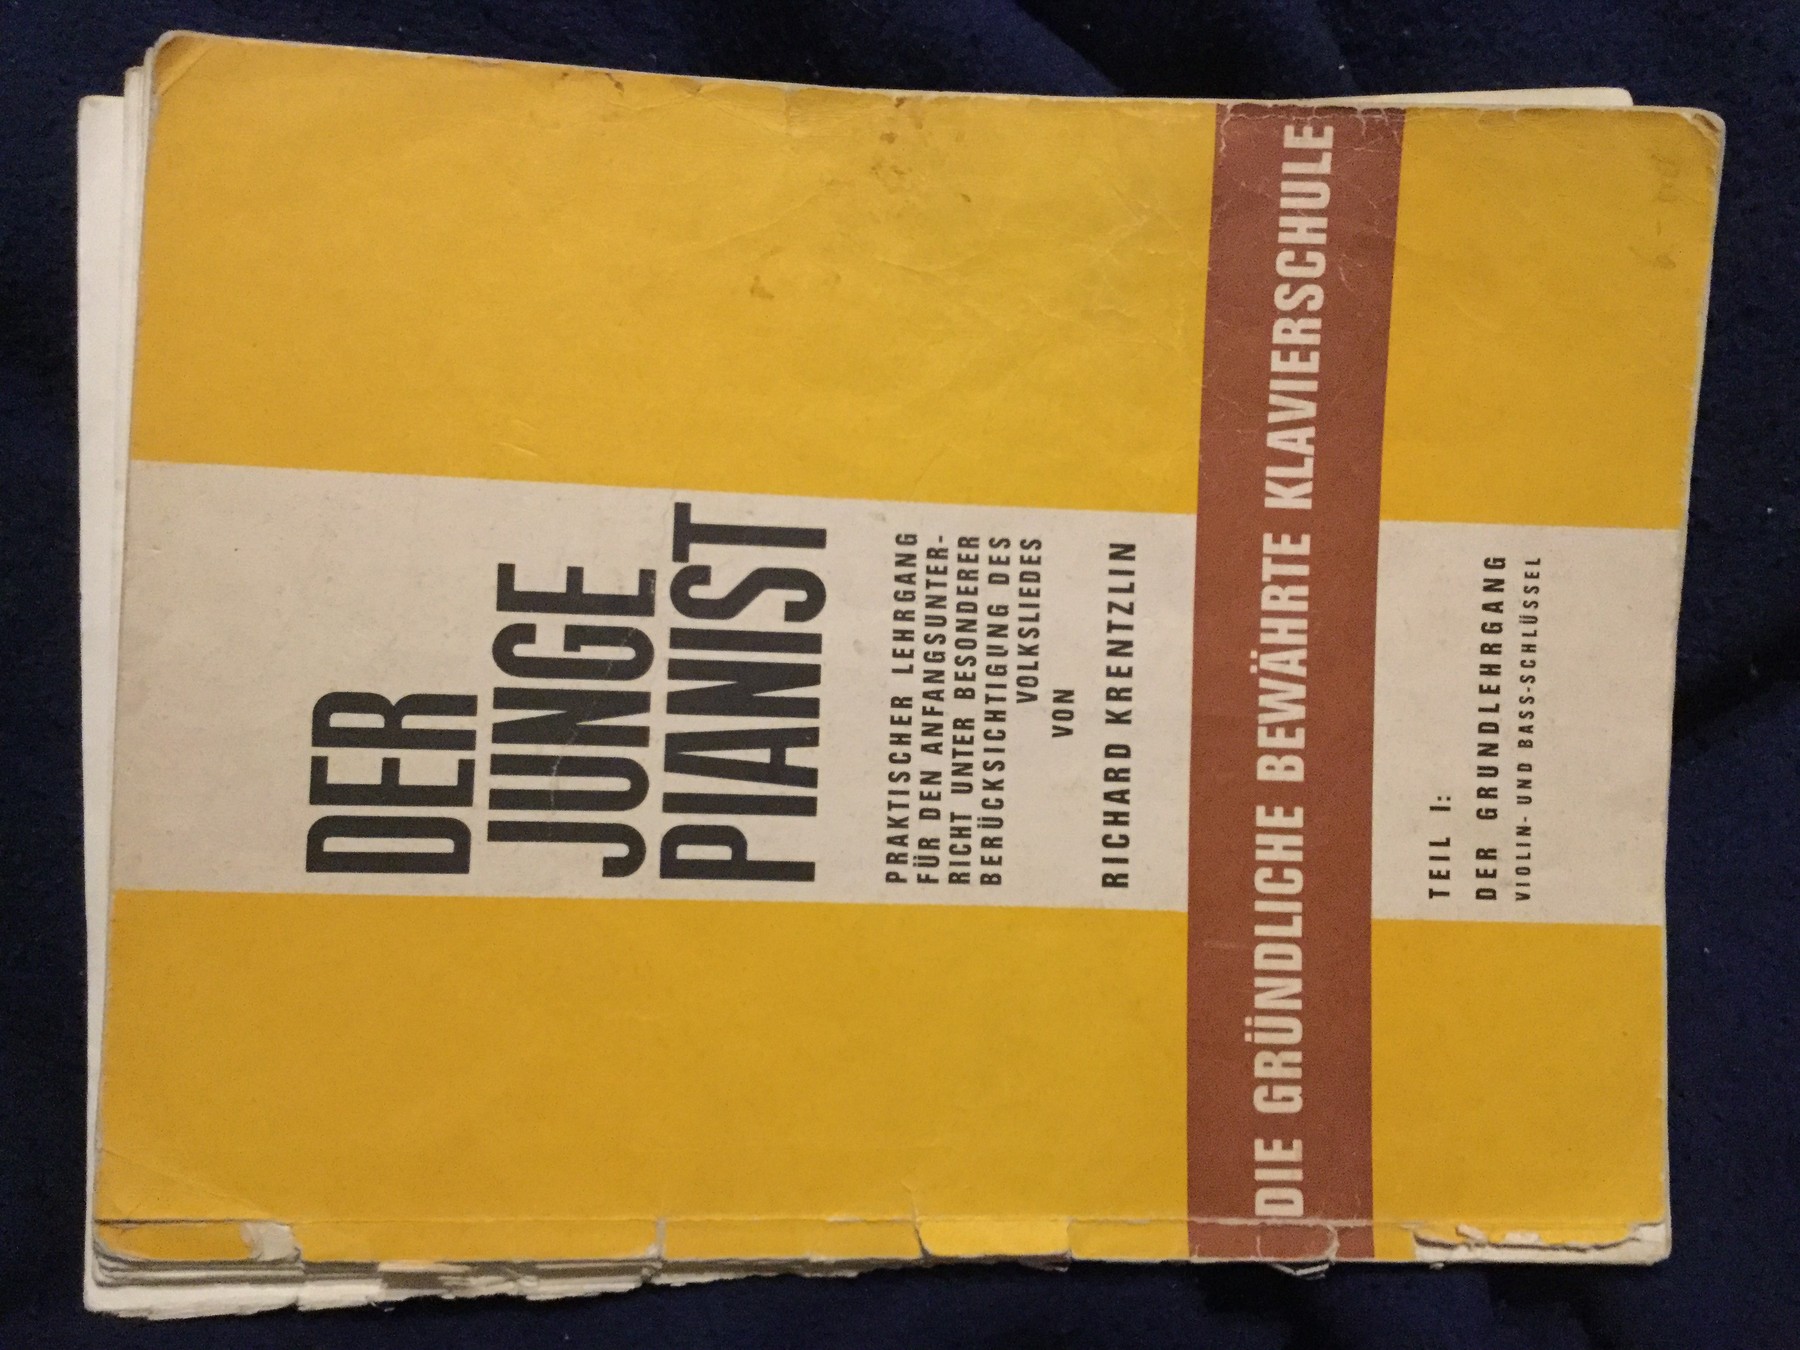 DER
JUNGE
PIANIST
PRAKTISCHER LEHRGANG
FÜR DEN ANFANGSUNTER-
RICHT UNTER BESONDERER
BERÜCKSICHTIGUNG DES
VOLKSLIEDES
VON
RICHARD KRENTZLIN
DIE GRÜNDLICHE BEWÄHRTE KLAVIERSCHULE
TEIL I:
DER GRUNDLEHRGANG
VIOLIN- UND BASS-SCHLÜSSEL